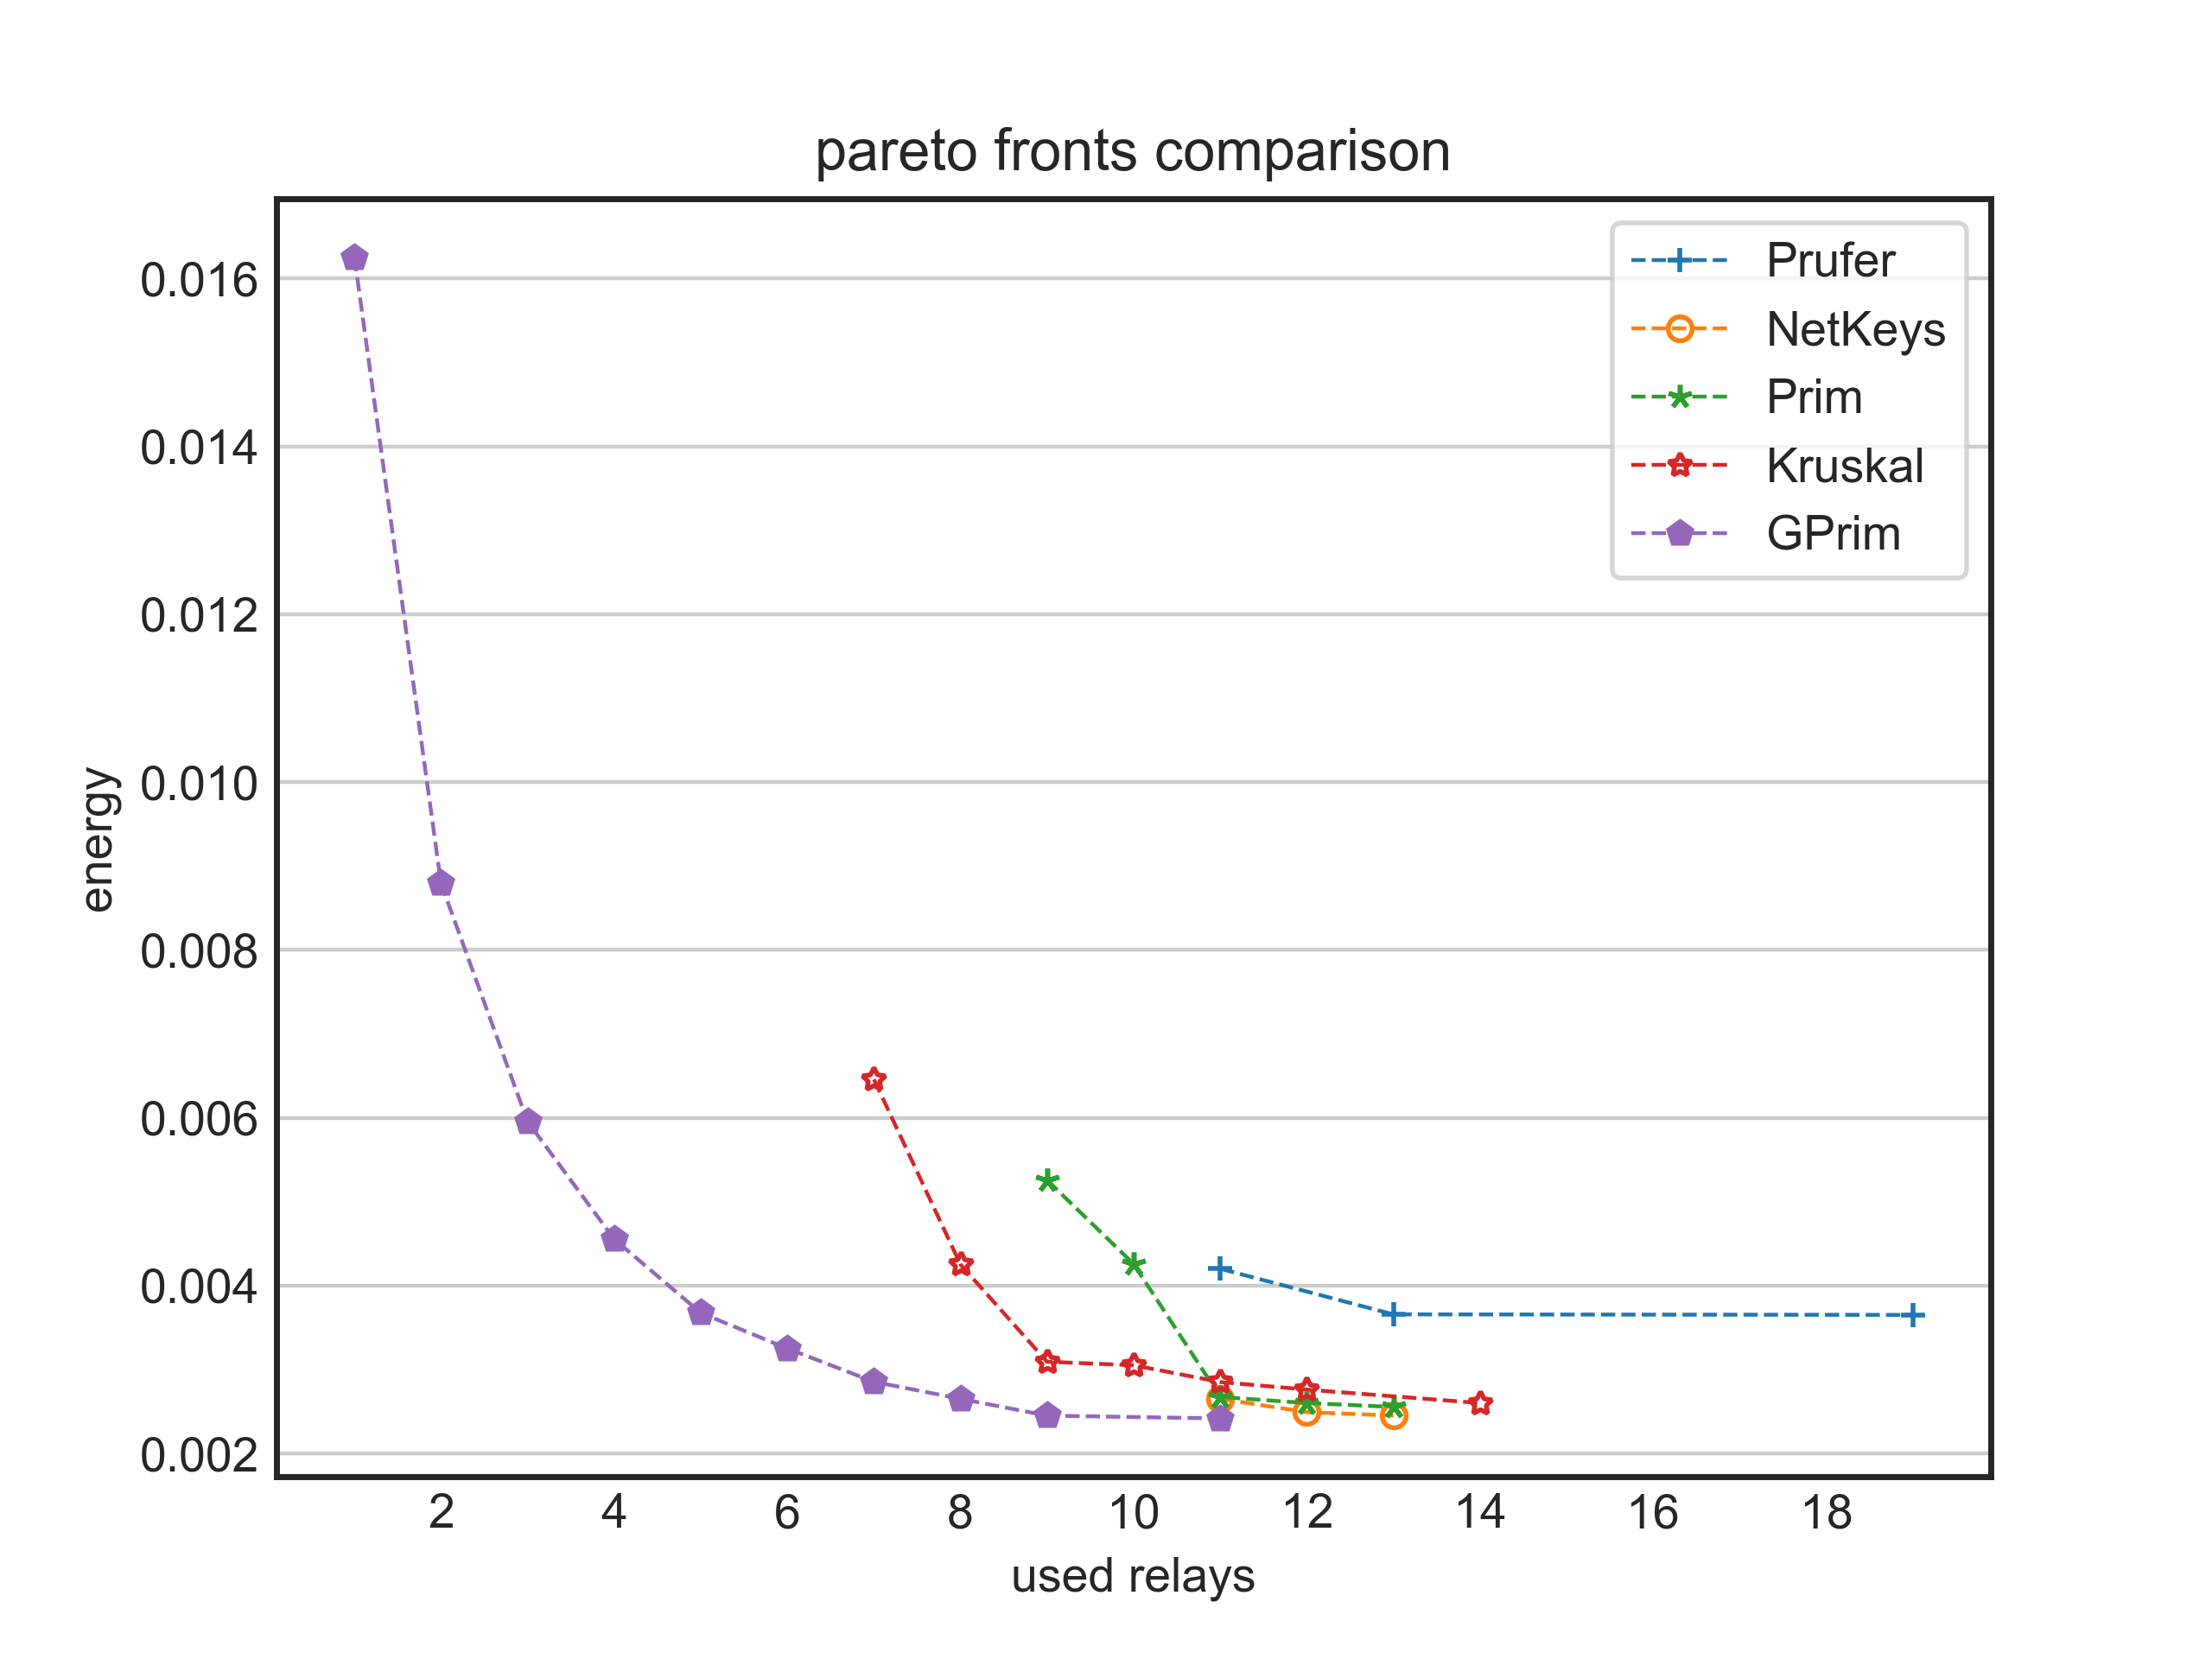 pareto fronts comparison
Prufer
NetKeys
Prim
Kruskal
GPrim
energy
0.016
0.014
0.012
0.010
0.008
0.006
0.004
0.002
2 4 6 8 10 12 14 16 18
used relays